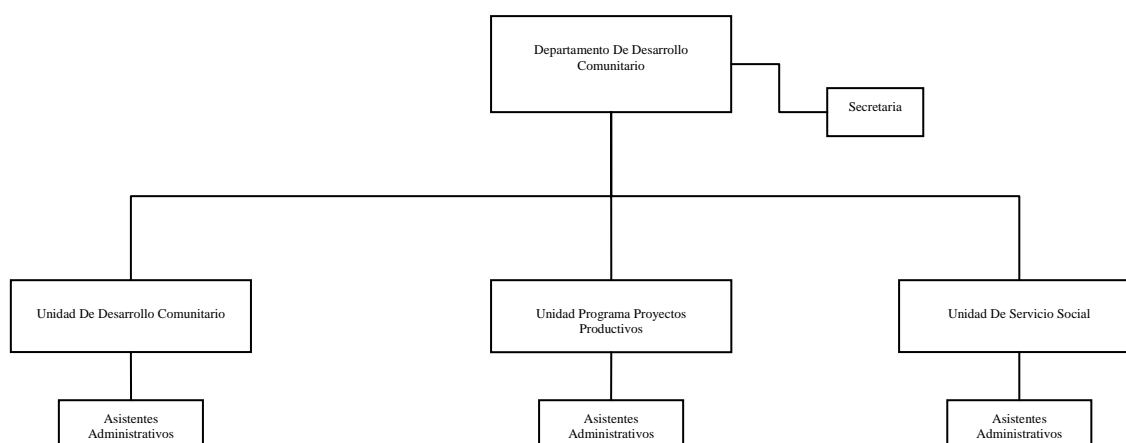 Departamento De Desarrollo
Comunitario
Secretaria
Unidad De Desarrollo Comunitario
Unidad Programa Proyectos
Productivos
Unidad De Servicio Social
Asistentes
Administrativos
Asistentes
Administrativos
Asistentes
Administrativos